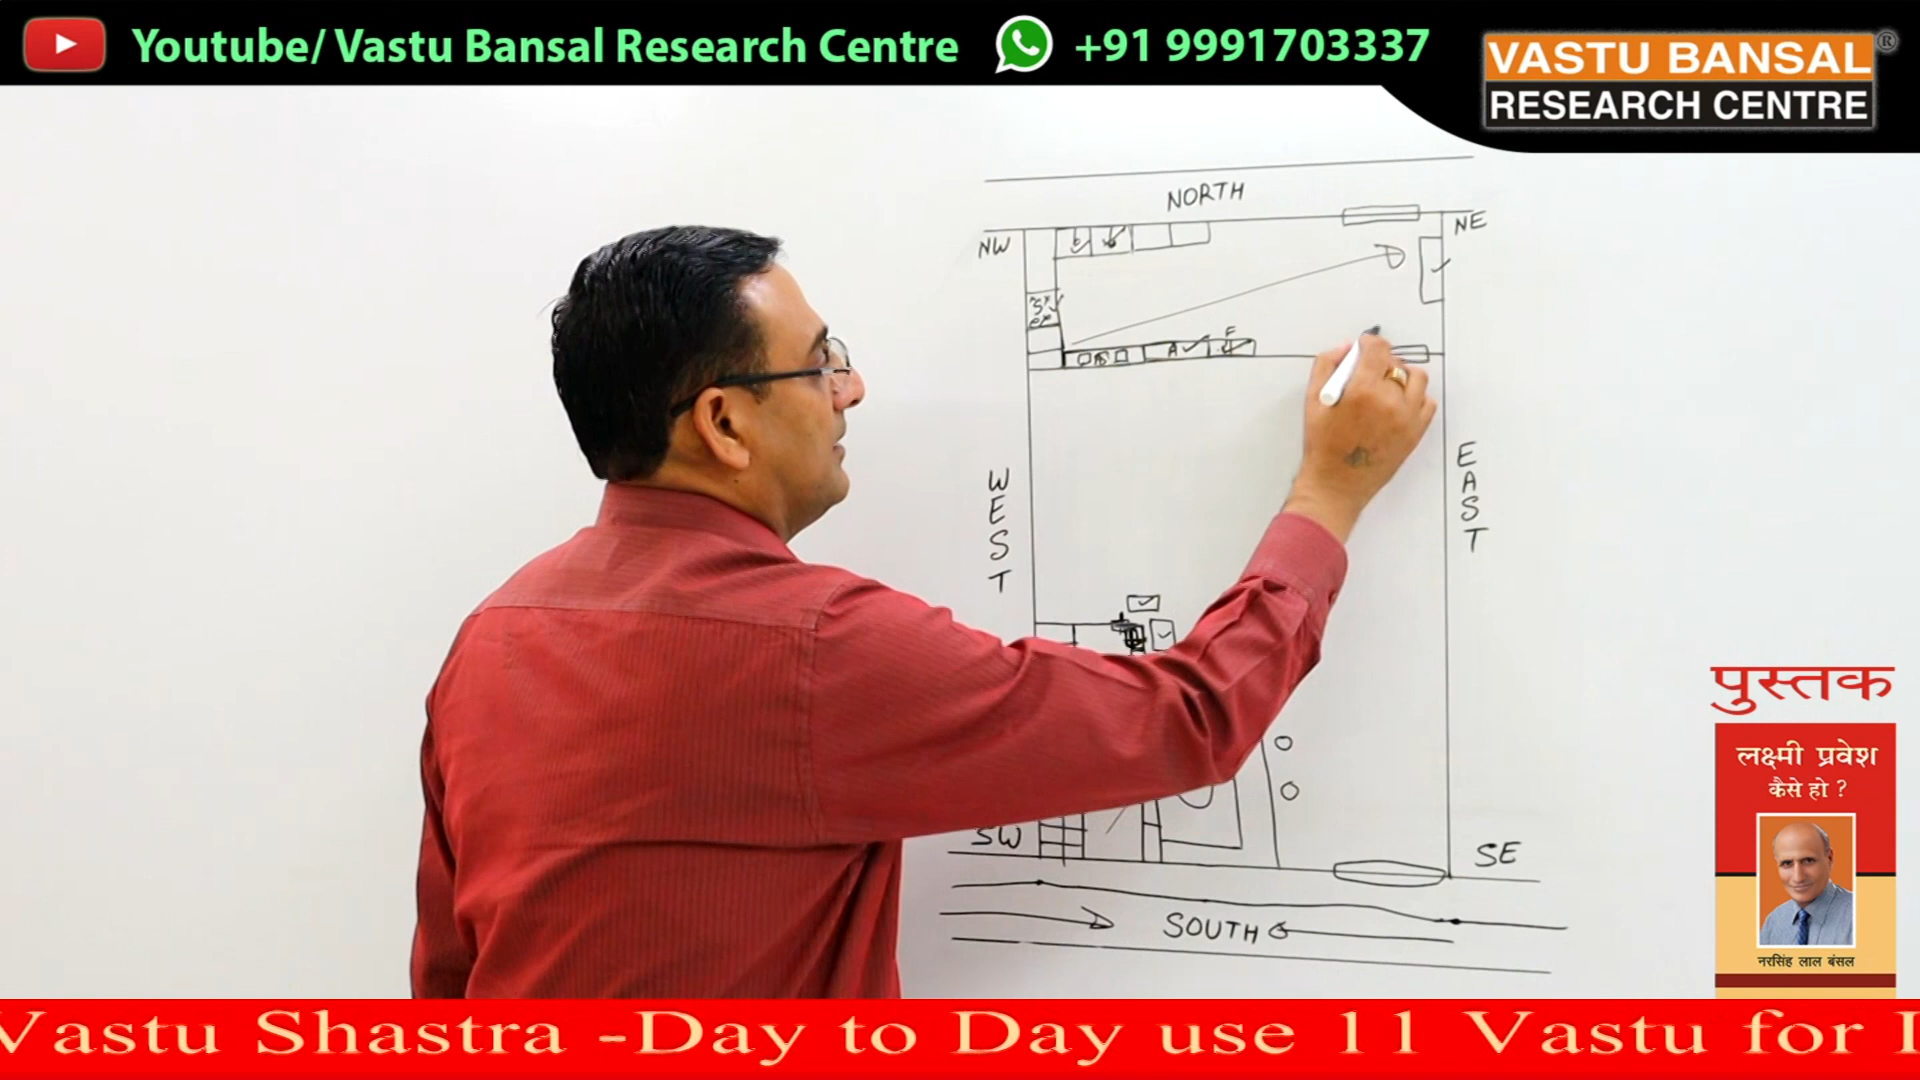 Youtube/ Vastu Bansal Research Centre +91 9991703337
VASTU BANSAL®
RESEARCH CENTRE
NORTH
NW
NE
F
A
WEST
EAST
SW
SE
SOUTH
पुस्तक
लक्ष्मी प्रवेश
कैसे हो ?
नरसिंह लाल बंसल
Vastu Shastra -Day to Day use 11 Vastu for